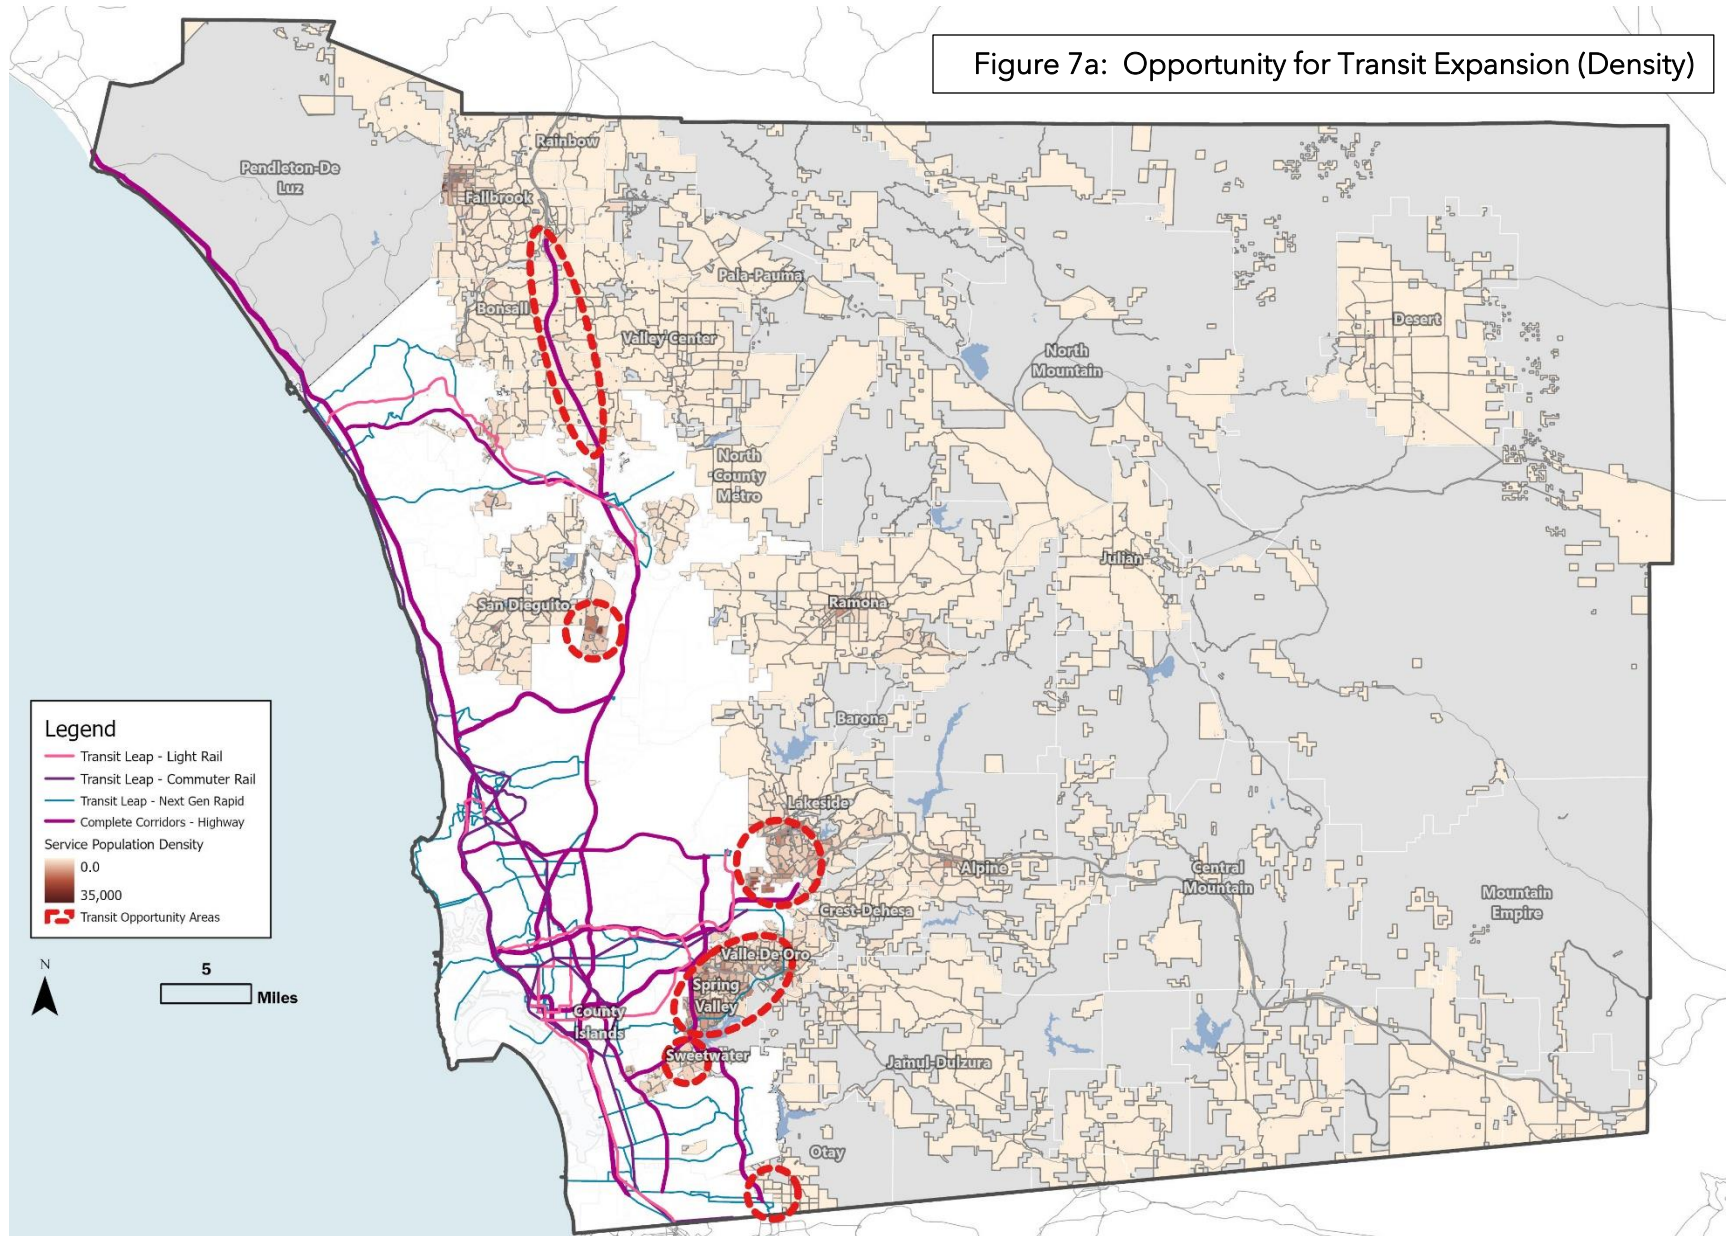 Figure 7a: Opportunity for Transit Expansion (Density)
Rainbow
Pendleton-De
Luz
Fallbrook
Pala-Pauma
Bonsall
Valley Center
Desert
North
Mountain
North
County
Metro
Julian
San Dieguito
Ramona
Barona
Lakeside
Alpine
Central
Mountain
Mountain
Empire
Crest-Dehesa
Valle De Oro
Spring
Valley
County
Islands
Sweetwater
Jamul-Dulzura
Otay
Legend
Transit Leap - Light Rail
Transit Leap - Commuter Rail
Transit Leap - Next Gen Rapid
Complete Corridors - Highway
Service Population Density
0.0
35,000
Transit Opportunity Areas
N
5
Miles